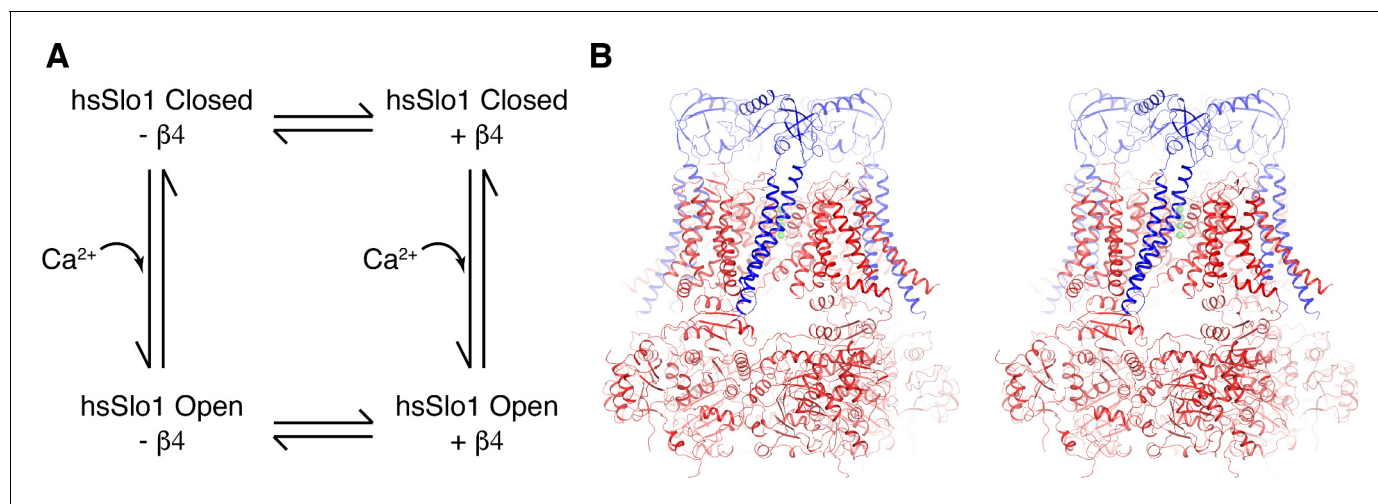 A
B
hsSlo1 Closed
- β4
hsSlo1 Closed
+ β4
Ca²⁺
Ca²⁺
hsSlo1 Open
- β4
hsSlo1 Open
+ β4